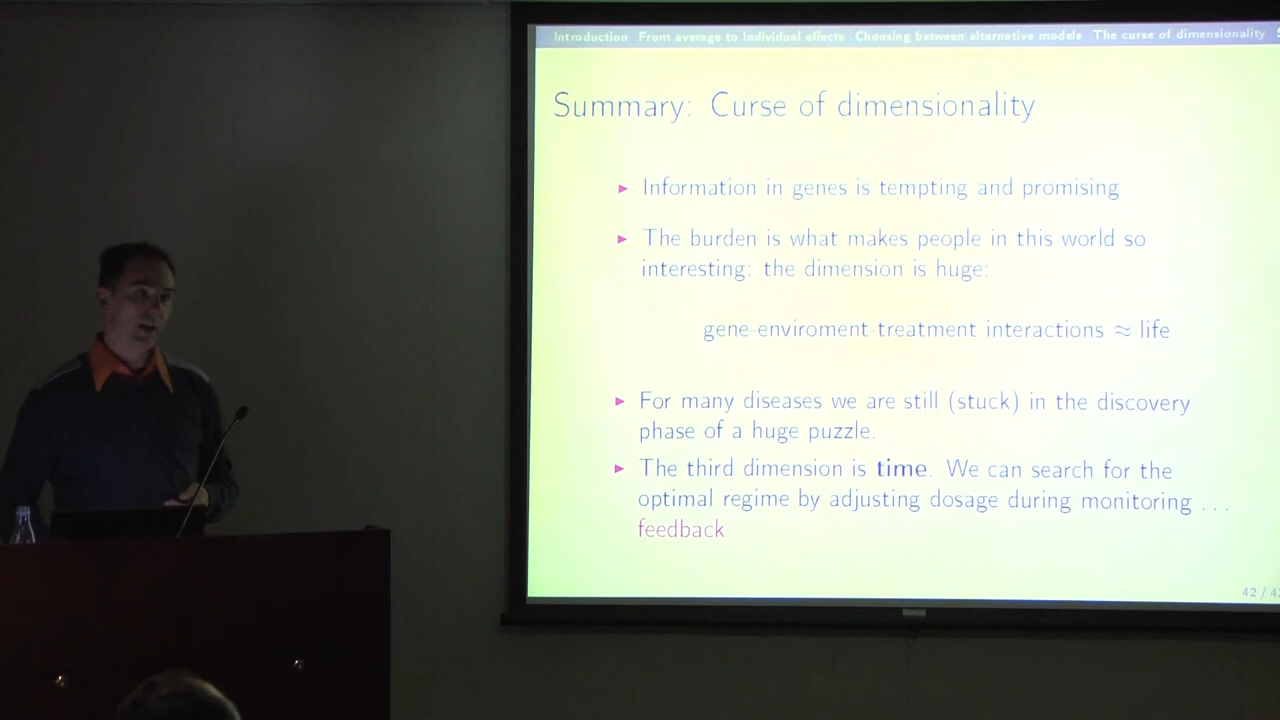 Introduction From average to individual effects Choosing between alternative models The curse of dimensionality
Summary: Curse of dimensionality
Information in genes is tempting and promising
The burden is what makes people in this world so
interesting: the dimension is huge:
gene-enviroment-treatment interactions ≈ life
For many diseases we are still (stuck) in the discovery
phase of a huge puzzle.
The third dimension is time. We can search for the
optimal regime by adjusting dosage during monitoring ...
feedback
42 / 4